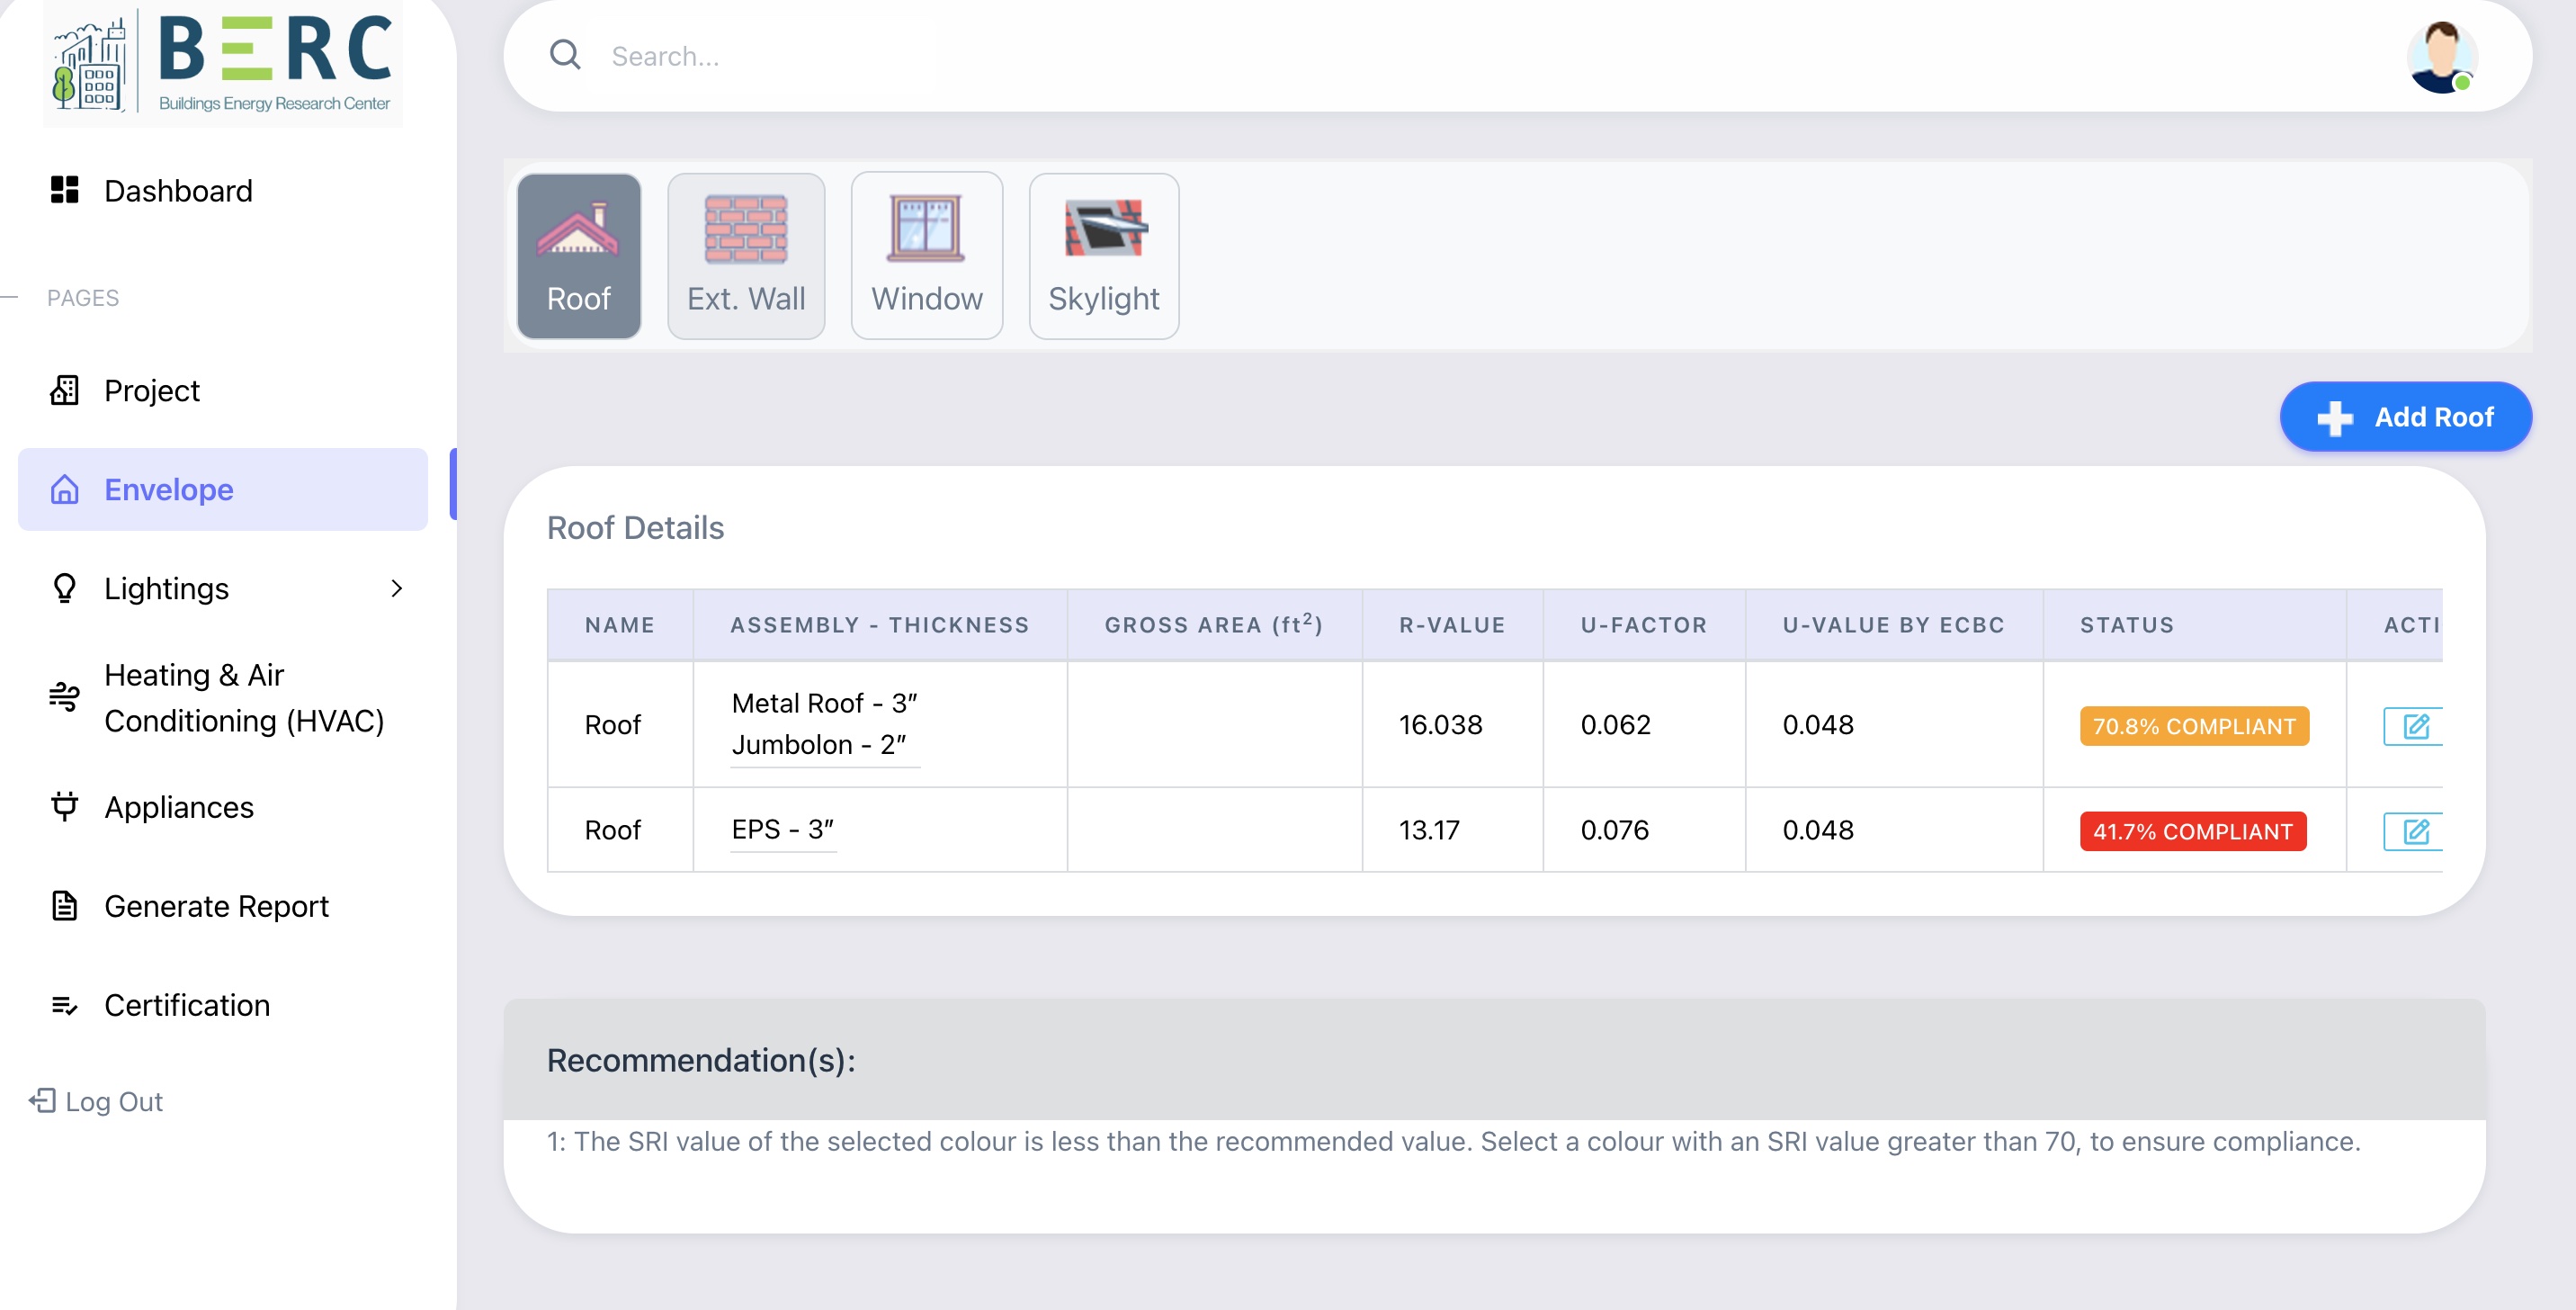 BERC
Buildings Energy Research Center
Search...
Dashboard
PAGES
Project
Envelope
Lightings
Heating & Air
Conditioning (HVAC)
Appliances
Generate Report
Certification
Log Out
Roof
Ext. Wall
Window
Skylight
Add Roof
Roof Details
NAME ASSEMBLY - THICKNESS GROSS AREA (ft²) R-VALUE U-FACTOR U-VALUE BY ECBC STATUS ACTI
Roof Metal Roof - 3” 16.038 0.062 0.048 70.8% COMPLIANT
Jumbolon - 2”
Roof EPS - 3” 13.17 0.076 0.048 41.7% COMPLIANT
Recommendation(s):
1: The SRI value of the selected colour is less than the recommended value. Select a colour with an SRI value greater than 70, to ensure compliance.